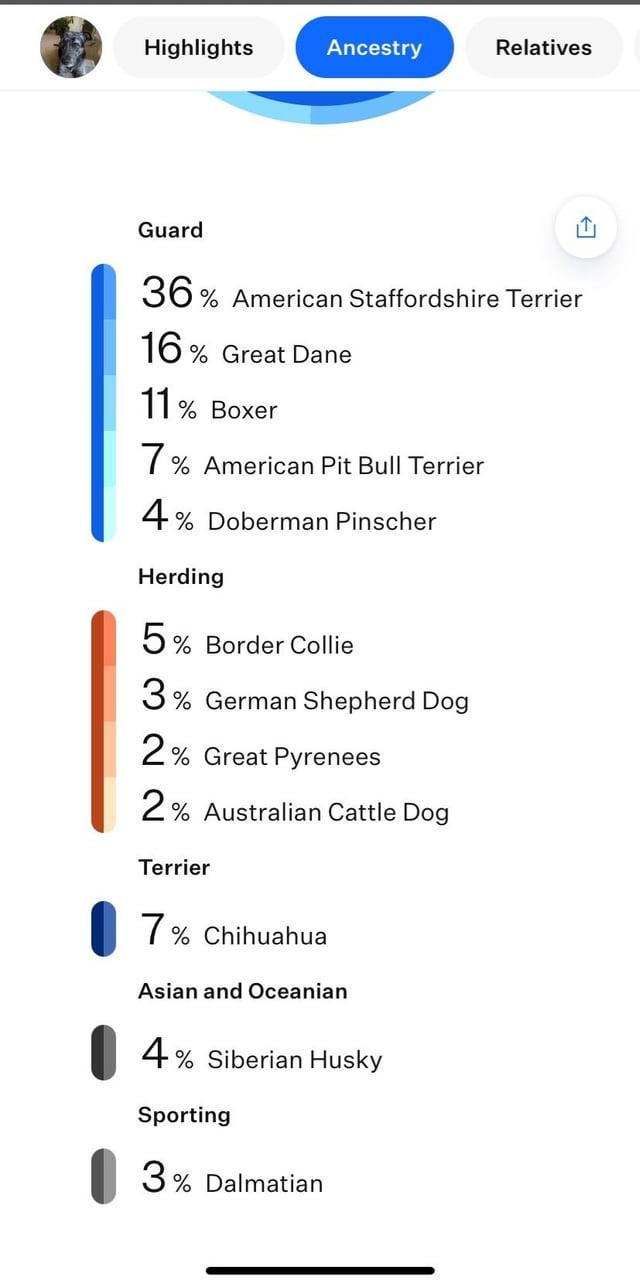 Highlights Ancestry Relatives
Guard
36 % American Staffordshire Terrier
16 % Great Dane
11 % Boxer
7 % American Pit Bull Terrier
4 % Doberman Pinscher
Herding
5 % Border Collie
3 % German Shepherd Dog
2 % Great Pyrenees
2 % Australian Cattle Dog
Terrier
7 % Chihuahua
Asian and Oceanian
4 % Siberian Husky
Sporting
3 % Dalmatian